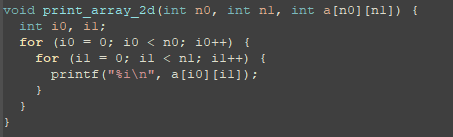 void print_array_2d(int n0, int n1, int a[n0][n1]) {
  int i0, i1;
  for (i0 = 0; i0 < n0; i0++) {
    for (i1 = 0; i1 < n1; i1++) {
      printf("%i\n", a[i0][i1]);
    }
  }
}